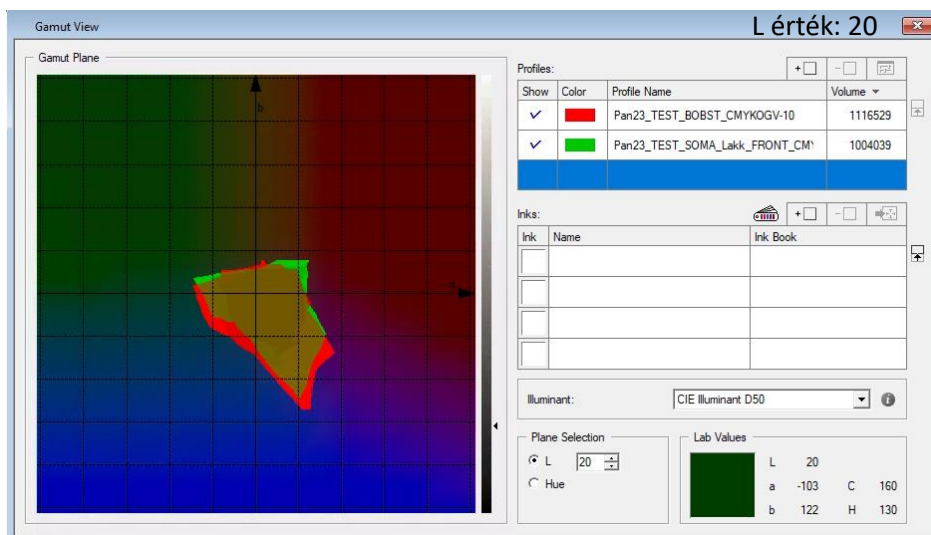 Gamut View
L érték: 20
Gamut Plane
b
a
Profiles:
Show Color Profile Name Volume
Pan23_TEST_BOBST_CMYKOGV-10 1116529
Pan23_TEST_SOMA_Lakk_FRONT_CMY 1004039
Inks:
Ink Name Ink Book
Illuminant: CIE Illuminant D50
Plane Selection
L 20
Hue
Lab Values
L 20
a -103 C 160
b 122 H 130